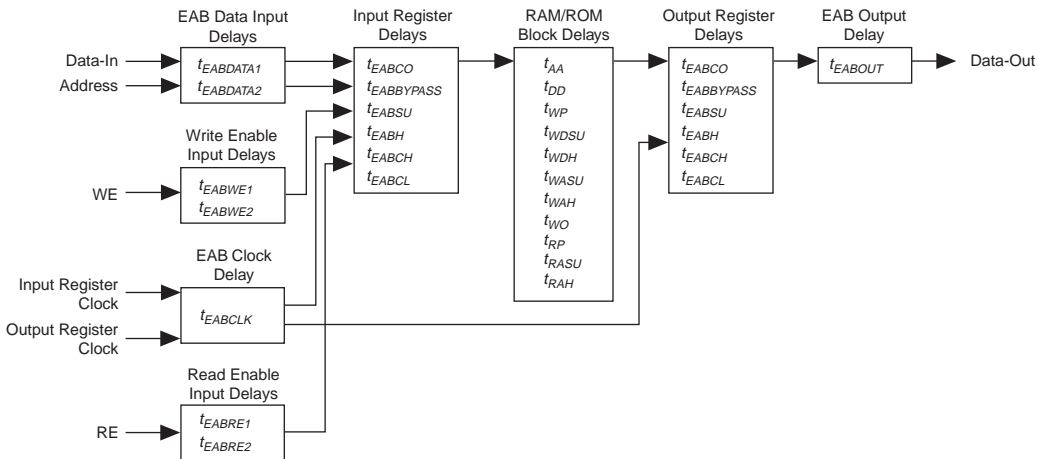 EAB Data Input
Delays
Data-In
Address
tEABDATA1
tEABDATA2
Write Enable
Input Delays
WE
tEABWE1
tEABWE2
EAB Clock
Delay
Input Register
Clock
Output Register
Clock
tEABCLK
Read Enable
Input Delays
RE
tEABRE1
tEABRE2
Input Register
Delays
tEABCO
tEABBYPASS
tEABSU
tEABH
tEABCH
tEABCL
RAM/ROM
Block Delays
tAA
tDD
tWP
tWDSU
tWDH
tWASU
tWAH
tWO
tRP
tRASU
tRAH
Output Register
Delays
tEABCO
tEABBYPASS
tEABSU
tEABH
tEABCH
tEABCL
EAB Output
Delay
tEABOUT
Data-Out